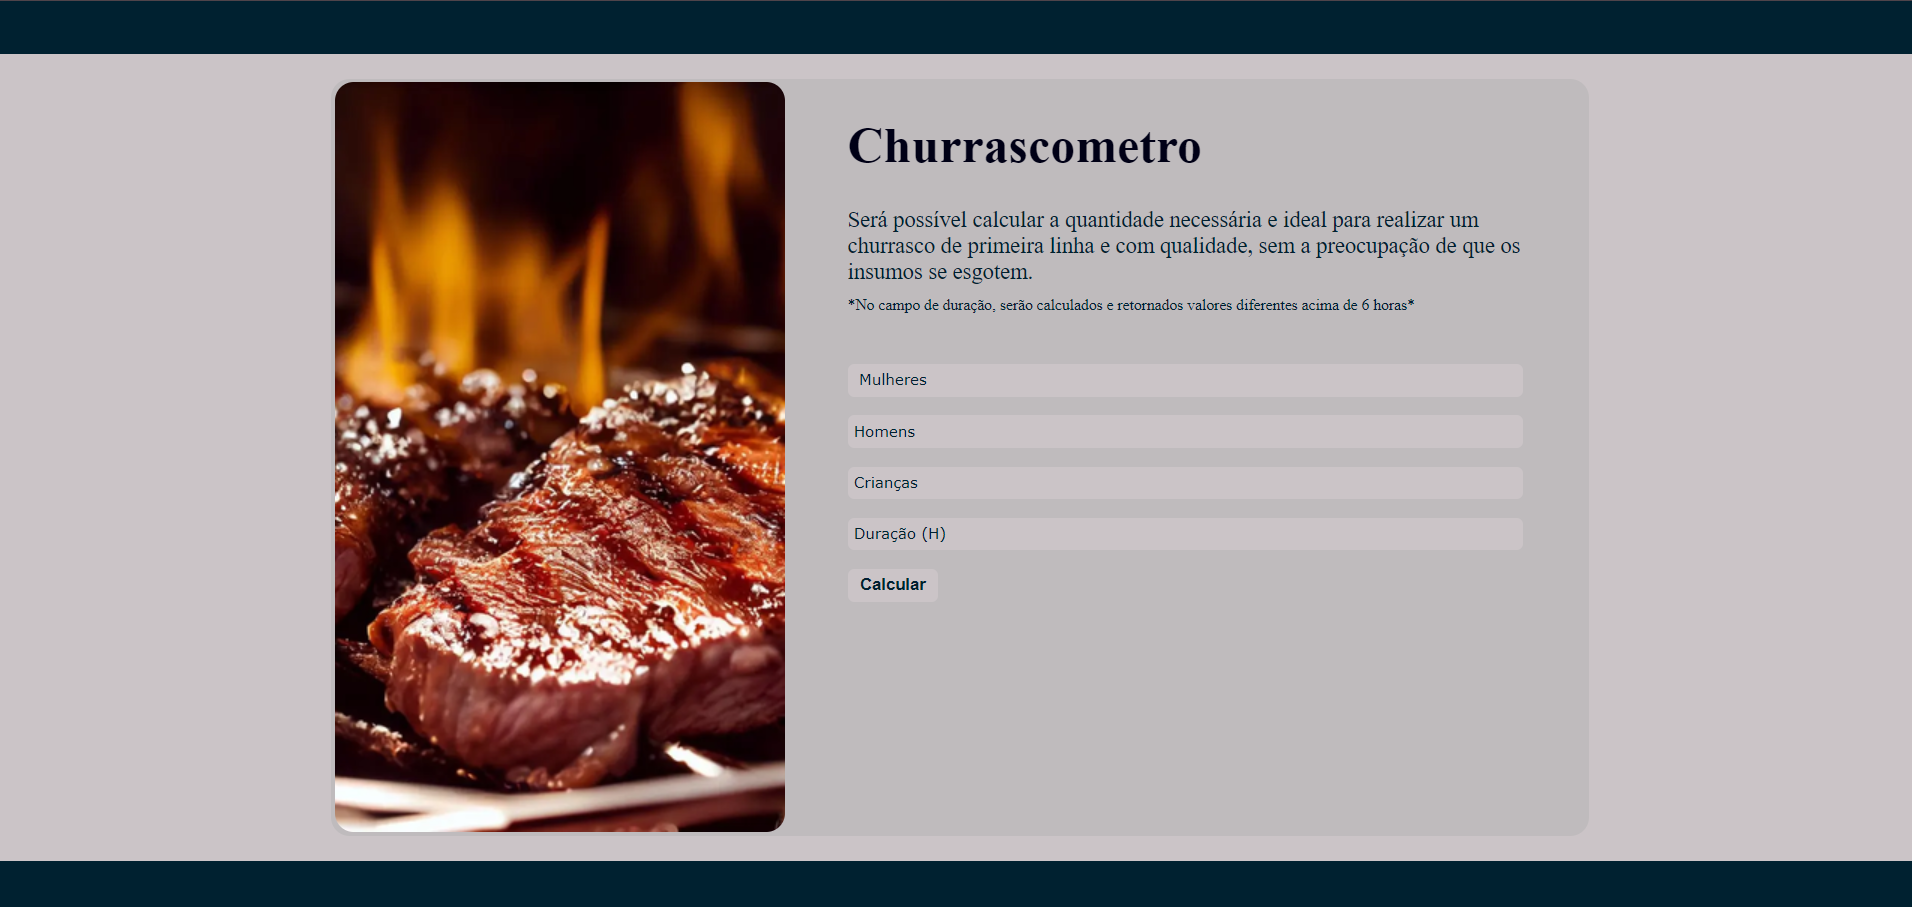 Churrascometro
Será possível calcular a quantidade necessária e ideal para realizar um
churrasco de primeira linha e com qualidade, sem a preocupação de que os
insumos se esgotem.
*No campo de duração, serão calculados e retornados valores diferentes acima de 6 horas*
Mulheres
Homens
Crianças
Duração (H)
Calcular